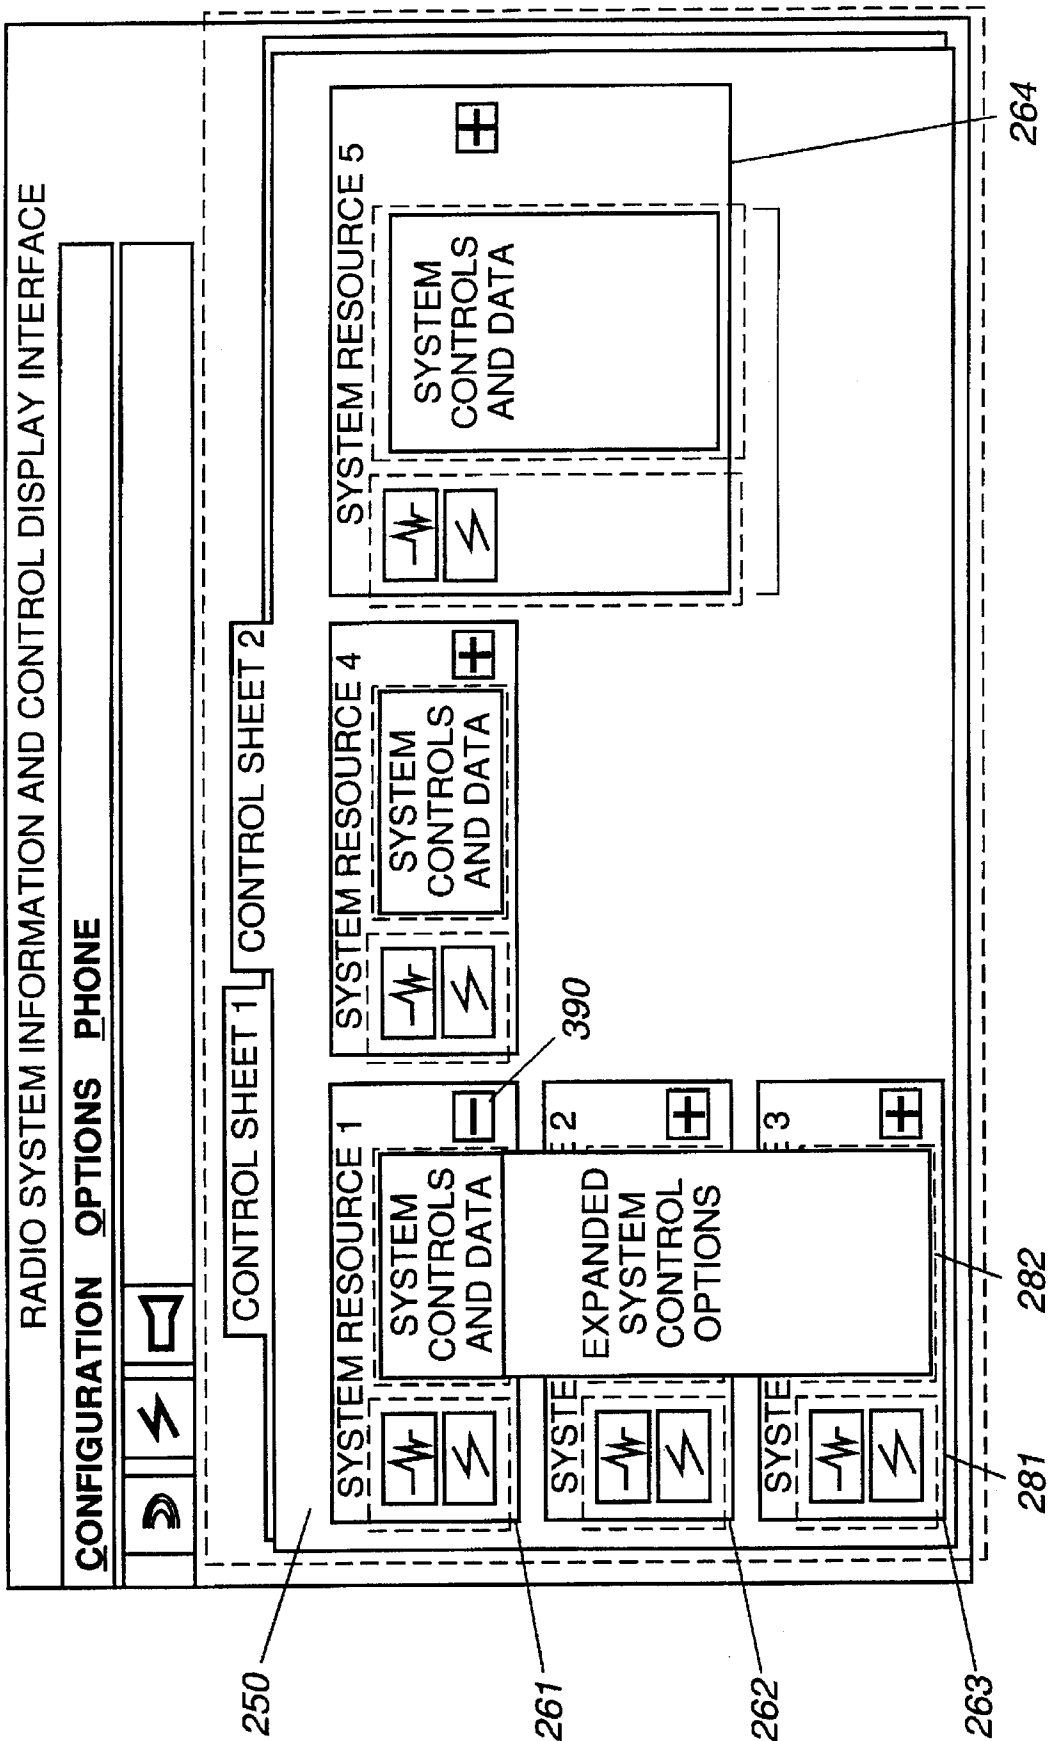 RADIO SYSTEM INFORMATION AND CONTROL DISPLAY INTERFACE
CONFIGURATION OPTIONS PHONE
CONTROL SHEET 1
CONTROL SHEET 2
250
SYSTEM RESOURCE 1
SYSTEM
CONTROLS
AND DATA
390
SYSTEM RESOURCE 4
SYSTEM
CONTROLS
AND DATA
SYSTEM RESOURCE 5
SYSTEM
CONTROLS
AND DATA
261
SYSTE E 2
EXPANDED
SYSTEM
CONTROL
OPTIONS
262
SYSTE E 3
263
281
282
264